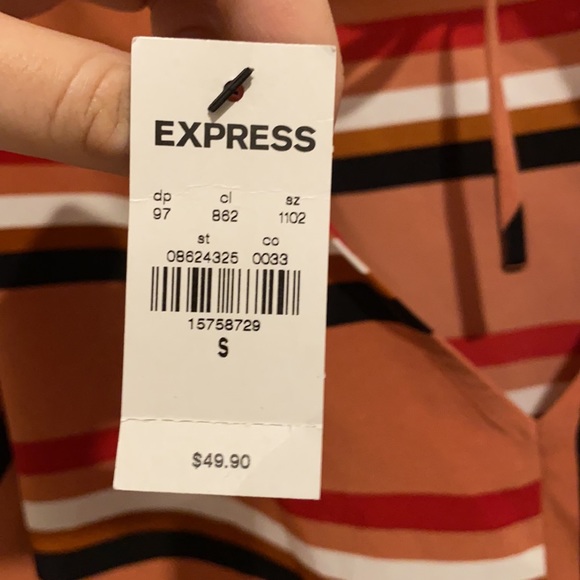 EXPRESS
dp cl sz
97 862 1102
st co
08624325 0033
15758729
S
$49.90